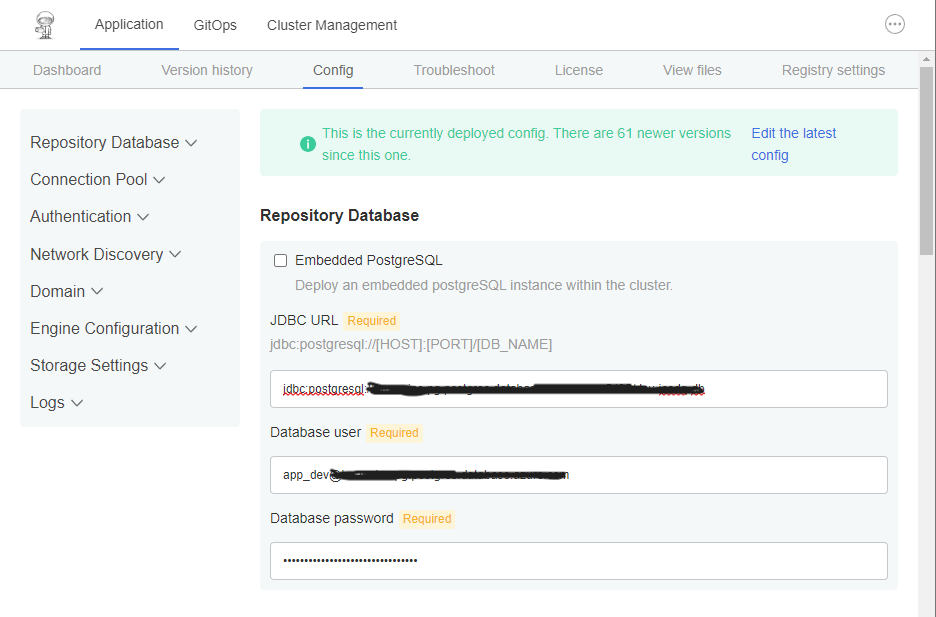 Application GitOps Cluster Management
Dashboard Version history Config Troubleshoot License View files Registry settings
Repository Database
Connection Pool
Authentication
Network Discovery
Domain
Engine Configuration
Storage Settings
Logs
This is the currently deployed config. There are 61 newer versions
since this one.
Edit the latest
config
Repository Database
Embedded PostgreSQL
Deploy an embedded postgreSQL instance within the cluster.
JDBC URL Required
jdbc:postgresql://[HOST]:[PORT]/[DB_NAME]
jdbc:postgresql:
Database user Required
app_dev@
Database password Required